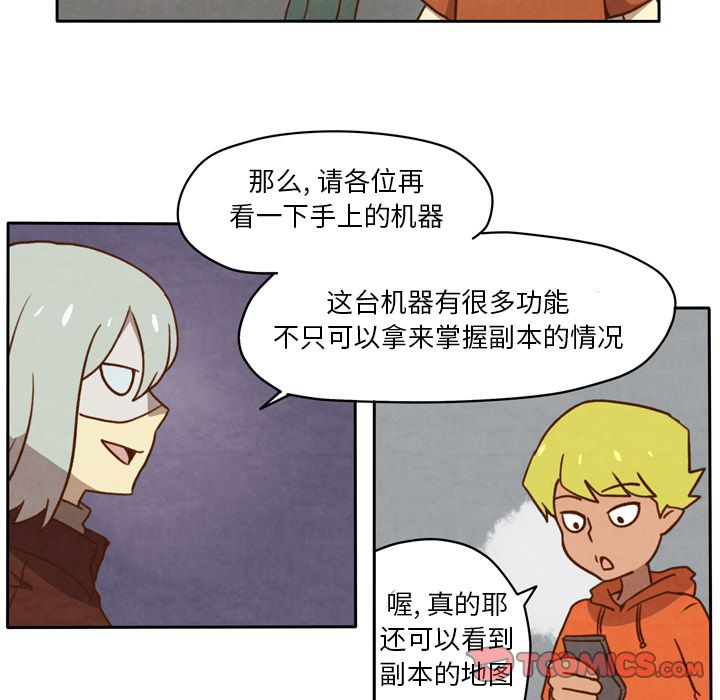 那么, 请各位再
看一下手上的机器
这台机器有很多功能
不只可以拿来掌握副本的情况
喔, 真的耶
还可以看到
副本的地图
TCOMICS.COM